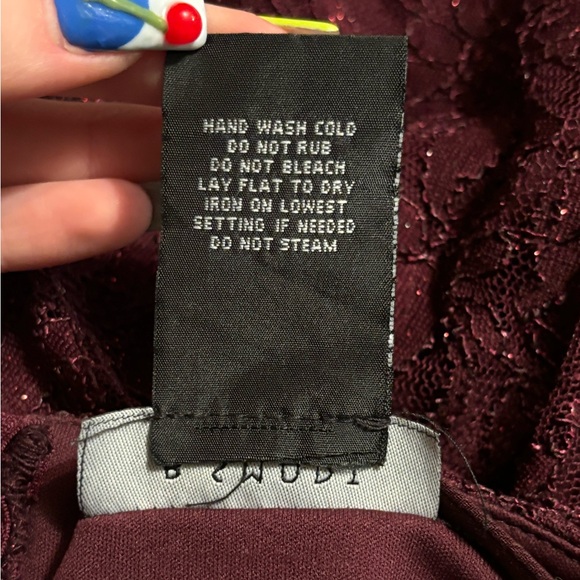 HAND WASH COLD
DO NOT RUB
DO NOT BLEACH
LAY FLAT TO DRY
IRON ON LOWEST
SETTING IF NEEDED
DO NOT STEAM